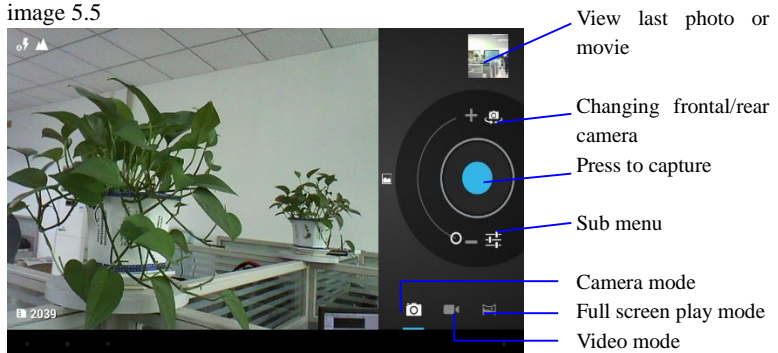 image 5.5
View last photo or
movie
Changing frontal/rear
camera
Press to capture
Sub menu
2039
Camera mode
Full screen play mode
Video mode